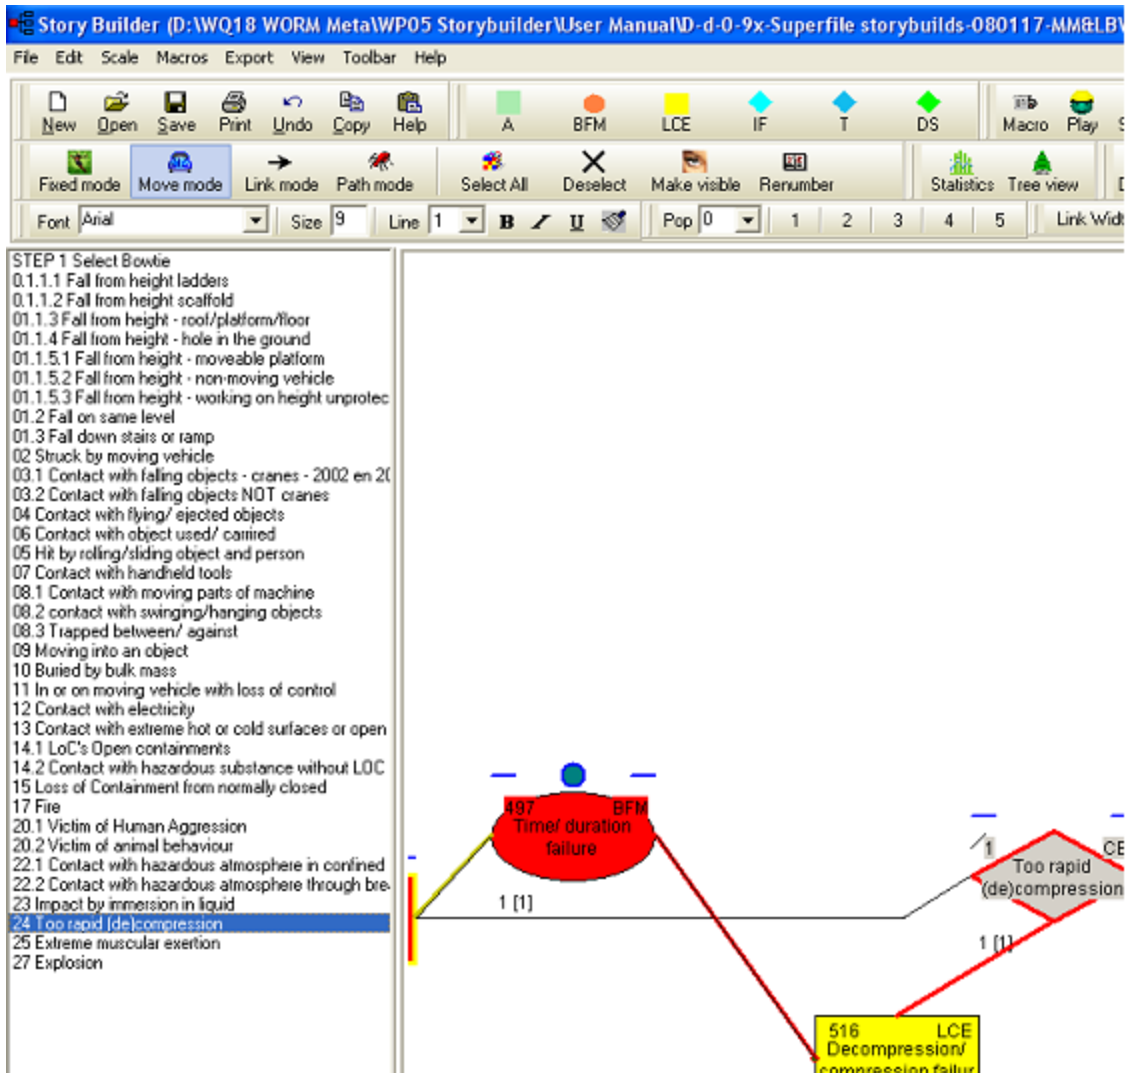 Story Builder (D:\WQ18 WORM Meta\WP05 Storybuilder\User Manual\D-d-0-9x-Superfile storybuilds-080117-MM&LB\
File Edit Scale Macros Export View Toolbar Help
New Open Save Print Undo Copy Help A BFM LCE IF T DS Macro Play S
Fixed mode Move mode Link mode Path mode Select All Deselect Make visible Renumber Statistics Tree view
Font Arial Size 9 Line 1 B I U Pop 0 1 2 3 4 5 Link Wid
STEP 1 Select Bowtie
0.1.1.1 Fall from height ladders
0.1.1.2 Fall from height scaffold
01.1.3 Fall from height - roof/platform/floor
01.1.4 Fall from height - hole in the ground
01.1.5.1 Fall from height - moveable platform
01.1.5.2 Fall from height - non-moving vehicle
01.1.5.3 Fall from height - working on height unprotec
01.2 Fall on same level
01.3 Fall down stairs or ramp
02 Struck by moving vehicle
03.1 Contact with falling objects - cranes - 2002 en 20
03.2 Contact with falling objects NOT cranes
04 Contact with flying/ ejected objects
06 Contact with object used/ carrired
05 Hit by rolling/sliding object and person
07 Contact with handheld tools
08.1 Contact with moving parts of machine
08.2 contact with swinging/hanging objects
08.3 Trapped between/ against
09 Moving into an object
10 Buried by bulk mass
11 In or on moving vehicle with loss of control
12 Contact with electricity
13 Contact with extreme hot or cold surfaces or open
14.1 LoC's Open containments
14.2 Contact with hazardous substance without LOC
15 Loss of Containment from normally closed
17 Fire
20.1 Victim of Human Aggression
20.2 Victim of animal behaviour
22.1 Contact with hazardous atmosphere in confined
22.2 Contact with hazardous atmosphere through bre
23 Impact by immersion in liquid
24 Too rapid (de)compression
25 Extreme muscular exertion
27 Explosion
497 BFM
Time/ duration
failure
1 [1]
1 CE
Too rapid
(de)compression
1 [1]
516 LCE
Decompression/
compression failur